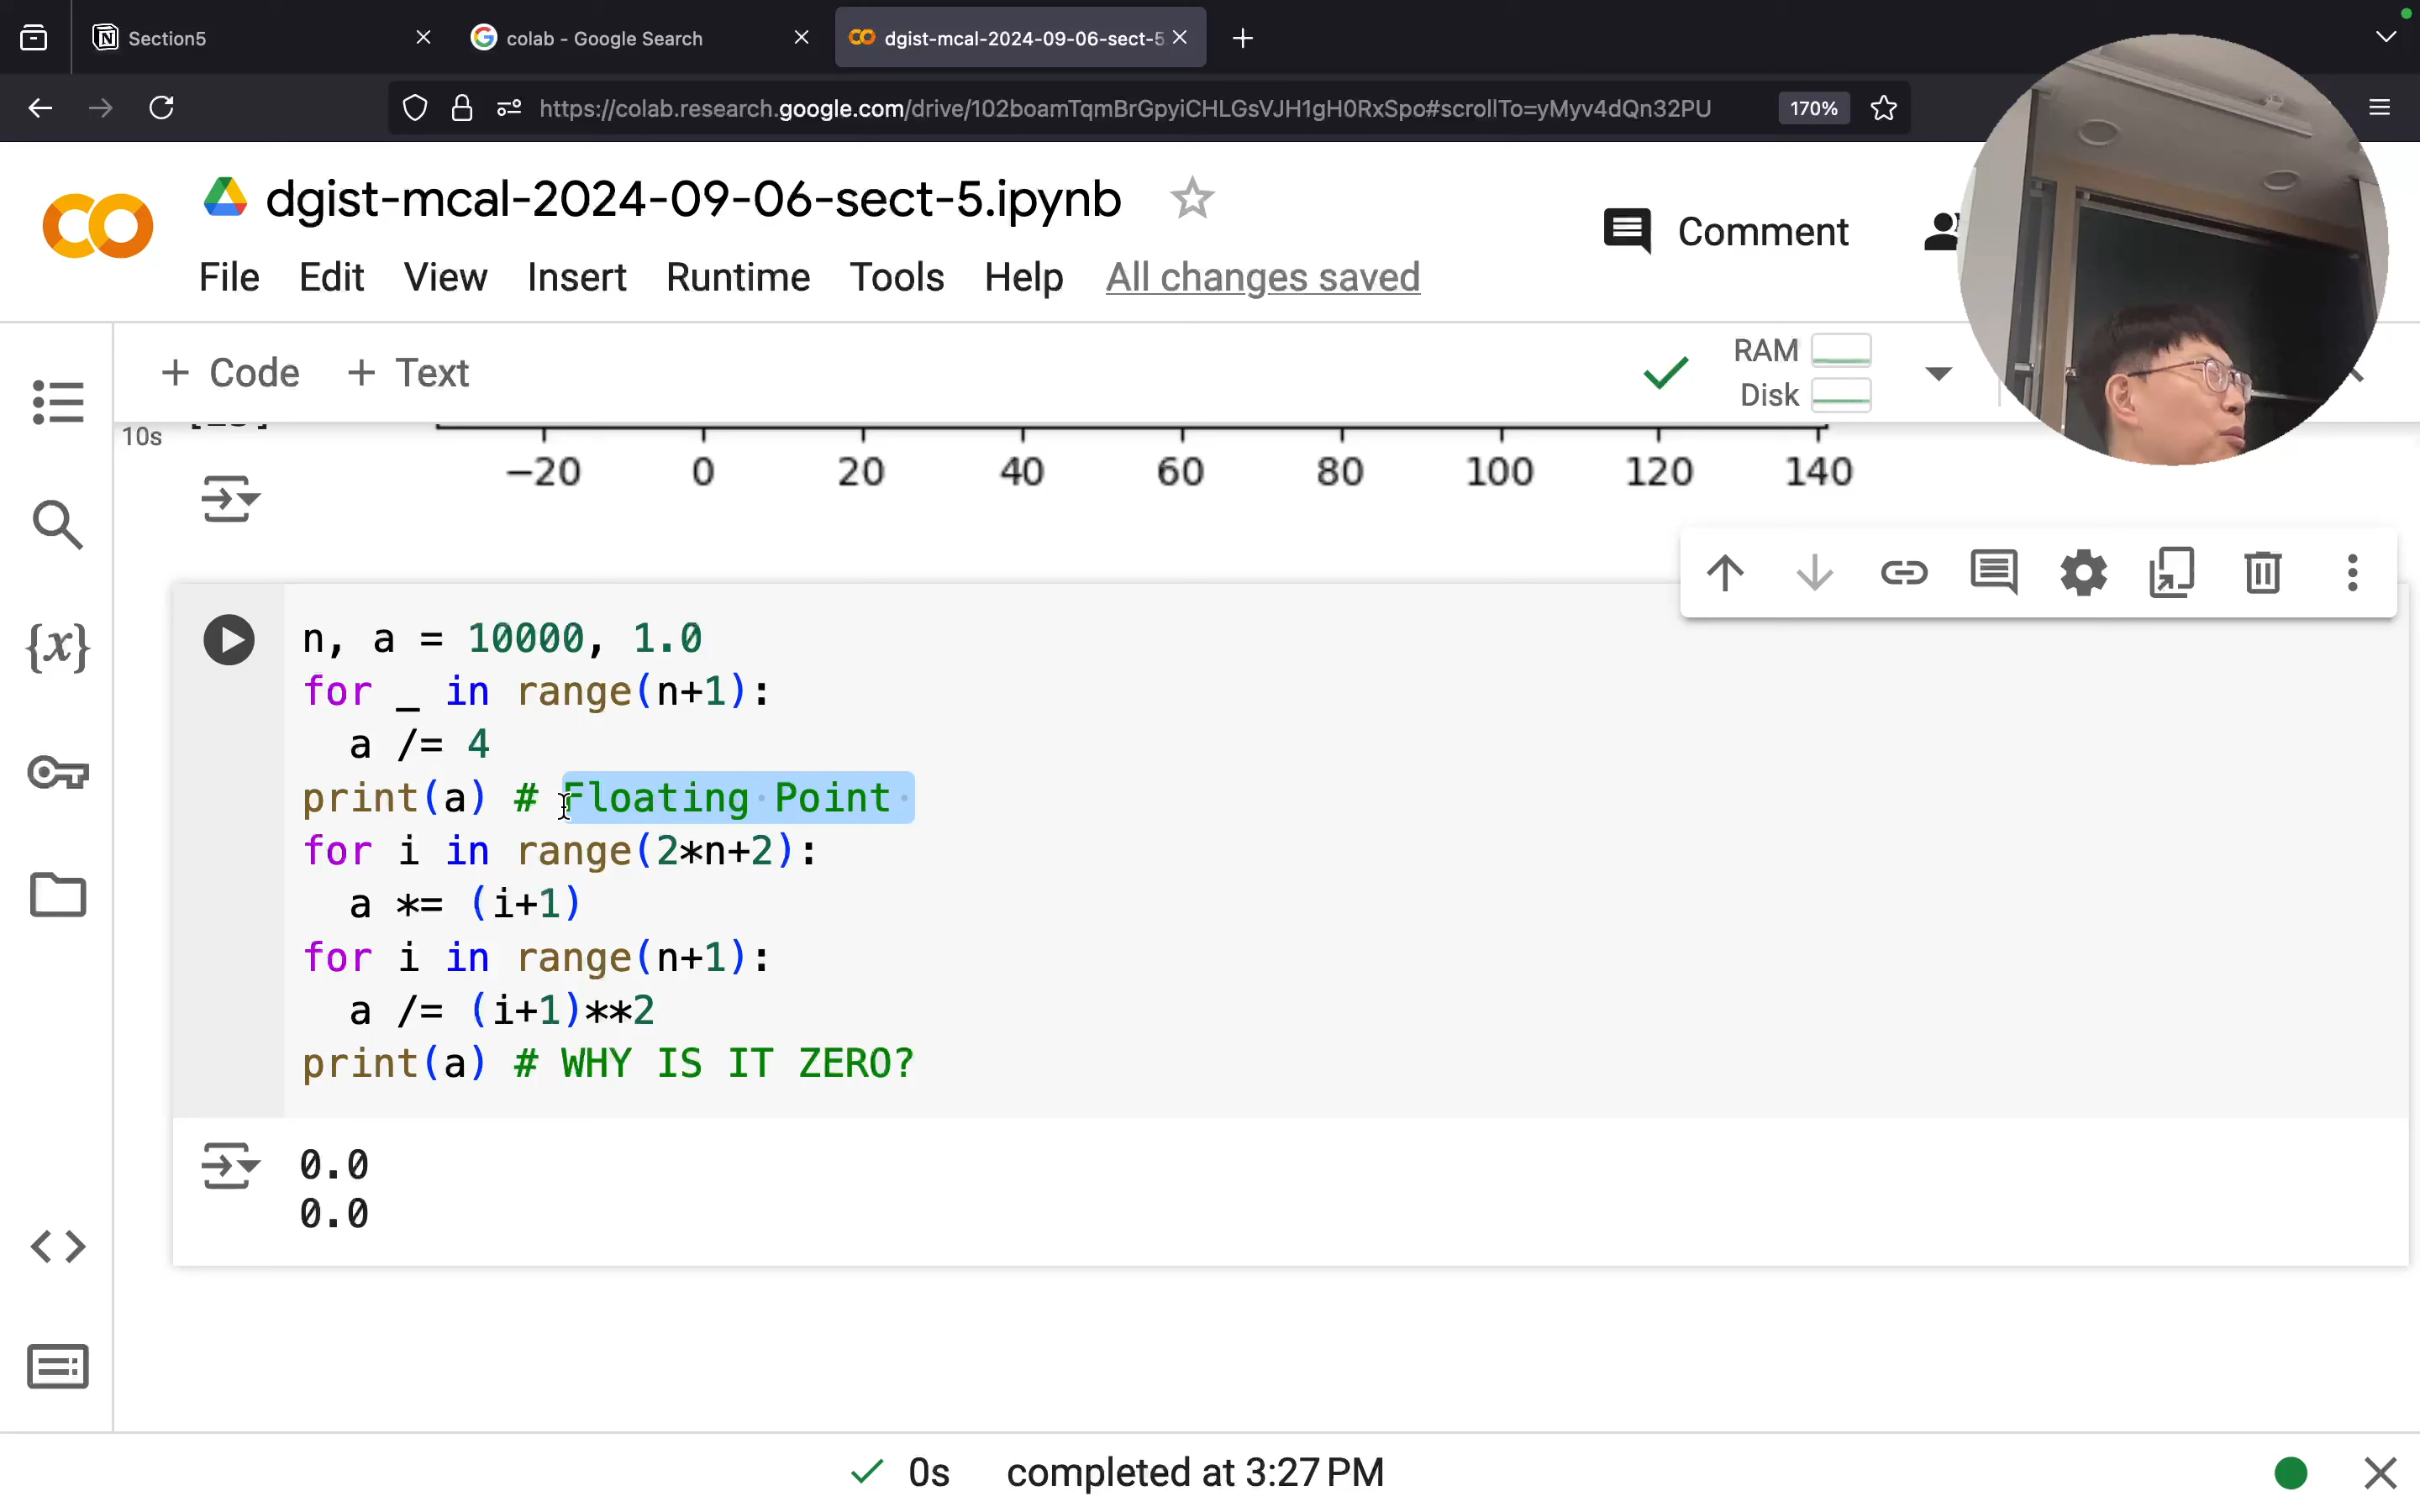 Section5
colab - Google Search
dgist-mcal-2024-09-06-sect-5
https://colab.research.google.com/drive/102boamTqmBrGpyiCHLGsVJH1gH0RxSpo#scrollTo=yMyv4dQn32PU
170%
dgist-mcal-2024-09-06-sect-5.ipynb
Comment
File Edit View Insert Runtime Tools Help All changes saved
+ Code + Text
RAM
Disk
10s
−20 0 20 40 60 80 100 120 140
n, a = 10000, 1.0
for _ in range(n+1):
  a /= 4
print(a) # Floating Point
for i in range(2*n+2):
  a *= (i+1)
for i in range(n+1):
  a /= (i+1)**2
print(a) # WHY IS IT ZERO?
0.0
0.0
{x}
0s completed at 3:27 PM